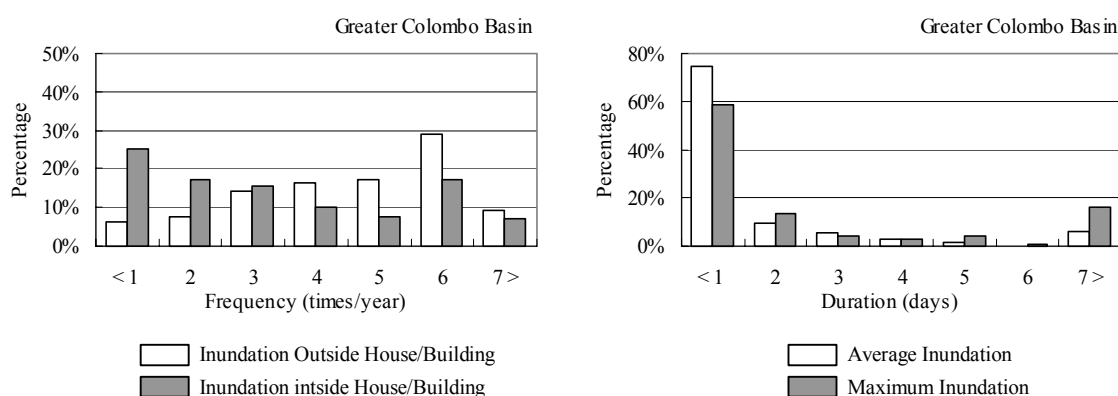 Greater Colombo Basin
50%
40%
30%
20%
10%
0%
Percentage
< 1 2 3 4 5 6 7 >
Frequency (times/year)
Inundation Outside House/Building
Inundation intside House/Building
Greater Colombo Basin
80%
60%
40%
20%
0%
Percentage
< 1 2 3 4 5 6 7 >
Duration (days)
Average Inundation
Maximum Inundation